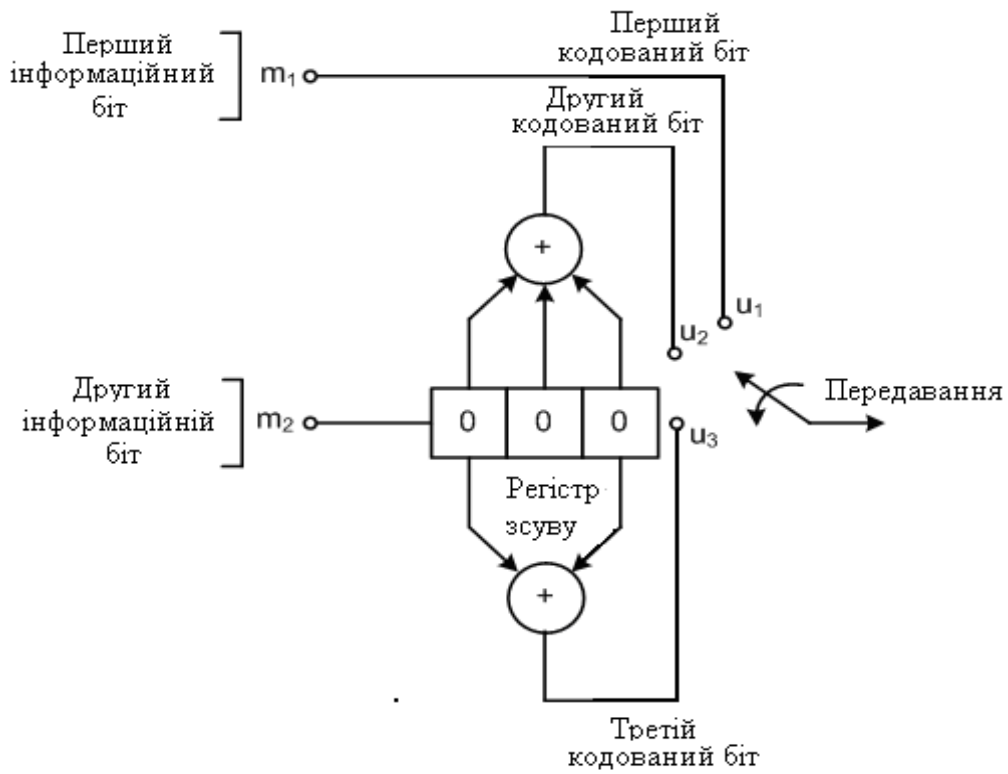 Перший
інформаційний
біт
m₁
Перший
кодований біт
Другий
кодований біт
+
u₁
u₂
Другий
інформаційній
біт
m₂
0 0 0
u₃
Передавання
Регістр
зсуву
+
Третій
кодований біт